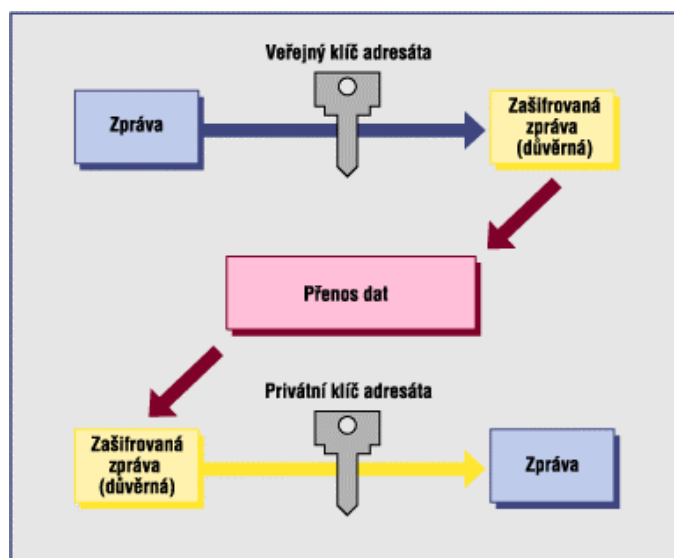 Veřejný klíč adresáta
Zpráva
Zašifrovaná
zpráva
(důvěrná)
Přenos dat
Privátní klíč adresáta
Zašifrovaná
zpráva
(důvěrná)
Zpráva